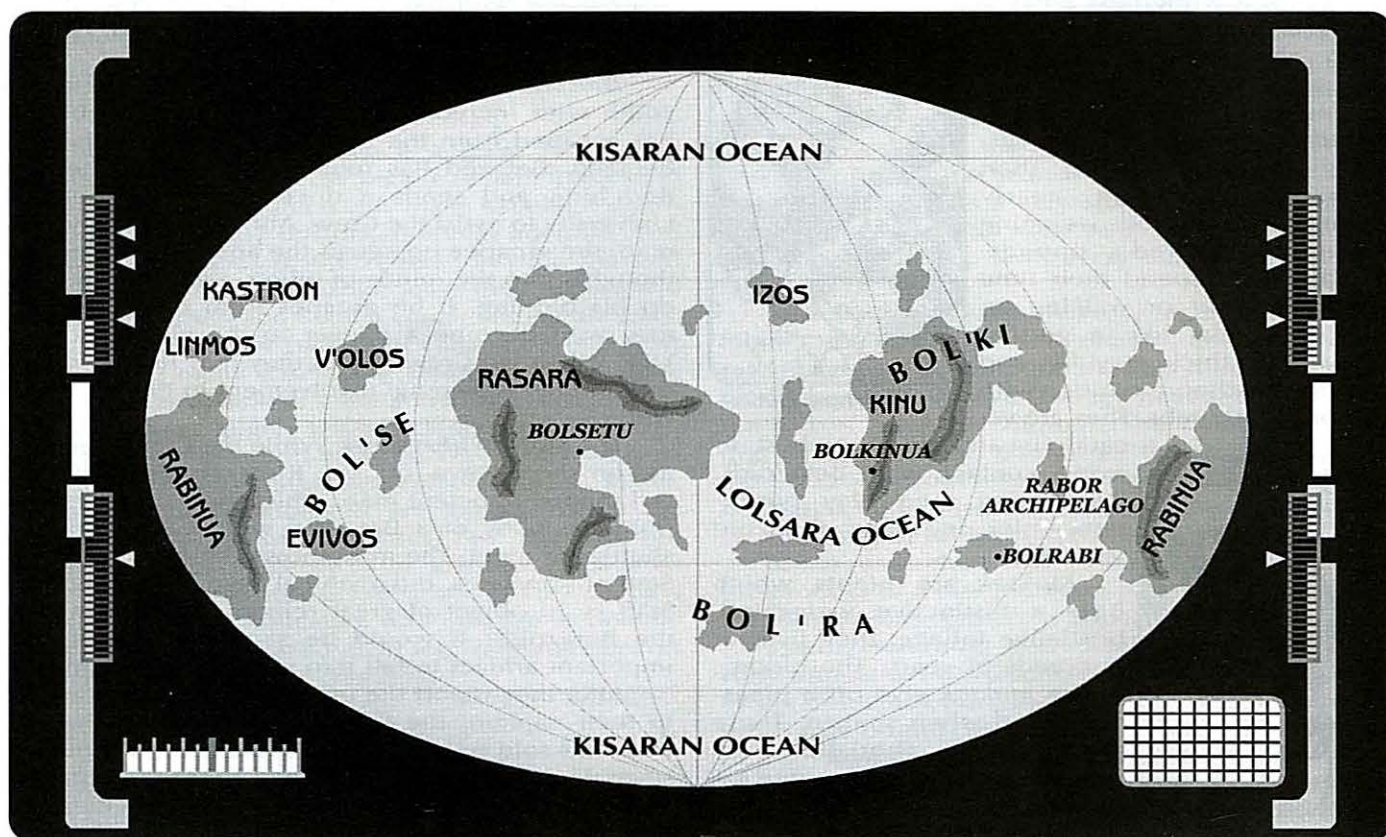 KISARAN OCEAN
KASTRON
IZOS
LINMOS
V'OLOS
BOL'KI
RASARA
KINU
BOL'SE
BOLSETU
BOLKINUA
RABINUA
LOLSARA OCEAN
RABOR
ARCHIPELAGO
RABINUA
EVIVOS
BOLRABI
BOL'RA
KISARAN OCEAN